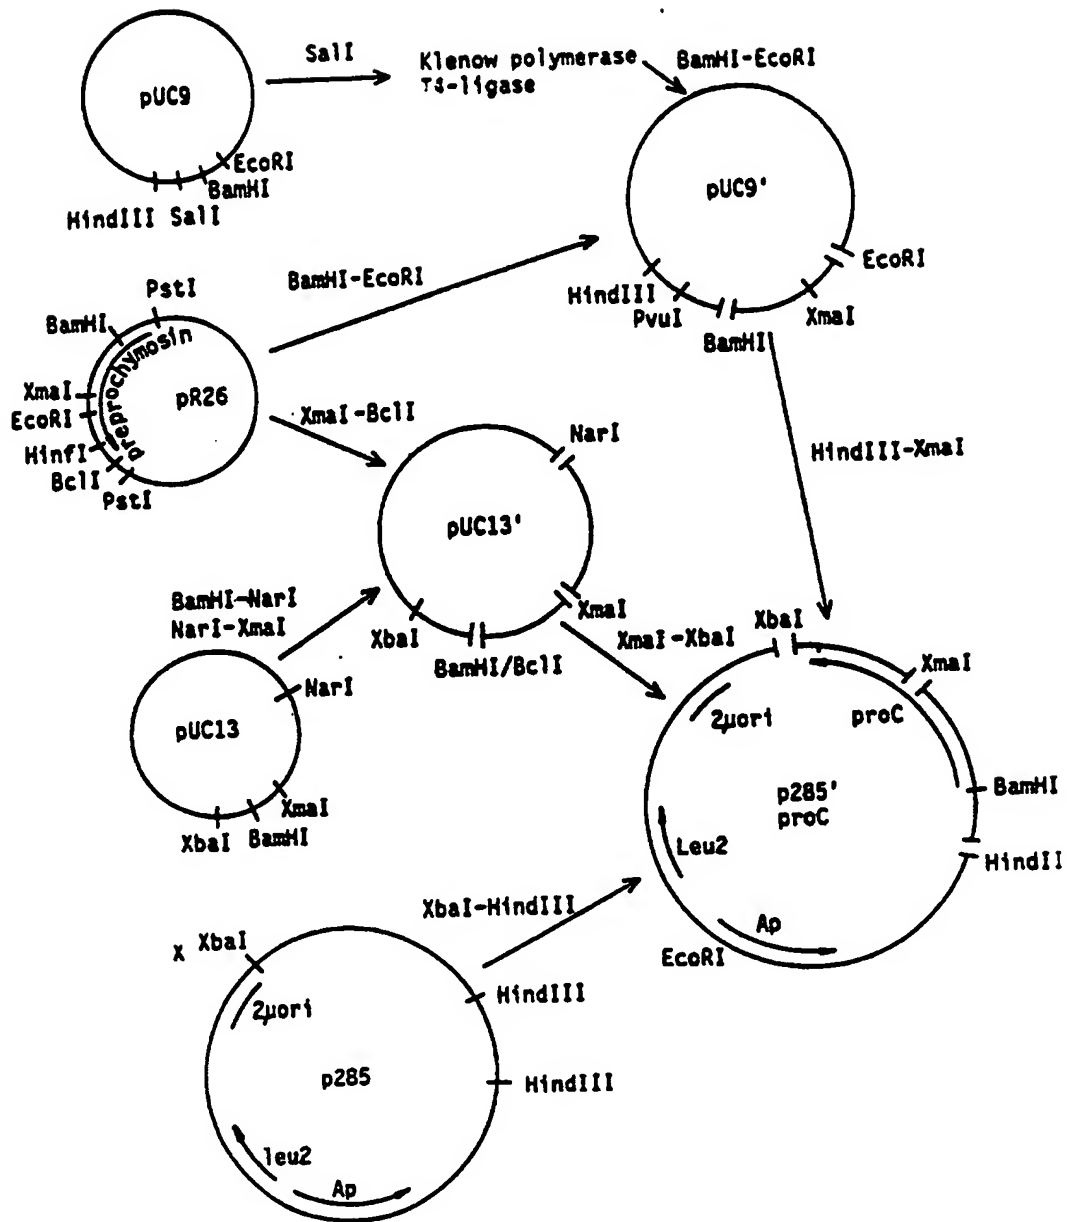 SalI
Klenow polymerase
T4-ligase
BamHI-EcoRI
pUC9
EcoRI
BamHI
HindIII SalI
pUC9'
EcoRI
HindIII
PvuI
XmaI
BamHI
BamHI-EcoRI
PstI
BamHI
preprochymosin
XmaI
EcoRI
pR26
HinfI
BclI
PstI
XmaI-BclI
NarI
HindIII-XmaI
pUC13'
XbaI
XmaI
BamHI/BclI
BamHI-NarI
NarI-XmaI
NarI
pUC13
XmaI
XbaI
BamHI
XmaI-XbaI
XbaI
XmaI
2µori
proC
BamHI
p285'
proC
HindII
Leu2
Ap
EcoRI
XbaI-HindIII
X XbaI
HindIII
2µori
p285
HindIII
leu2
Ap